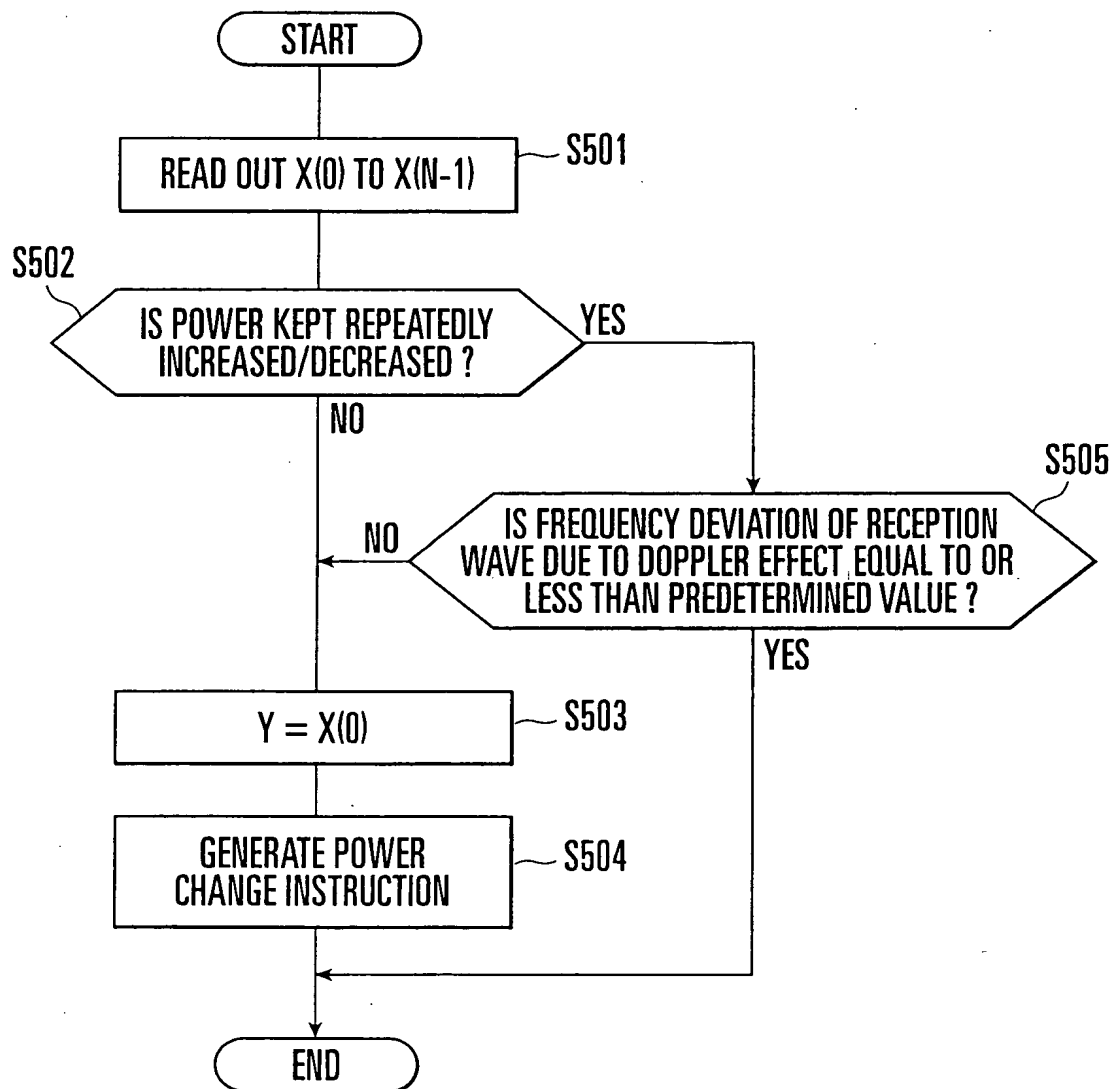 START
READ OUT X(0) TO X(N-1)
S501
S502
IS POWER KEPT REPEATEDLY
INCREASED/DECREASED ?
YES
NO
S505
IS FREQUENCY DEVIATION OF RECEPTION
WAVE DUE TO DOPPLER EFFECT EQUAL TO OR
LESS THAN PREDETERMINED VALUE ?
NO
YES
Y = X(0)
S503
GENERATE POWER
CHANGE INSTRUCTION
S504
END